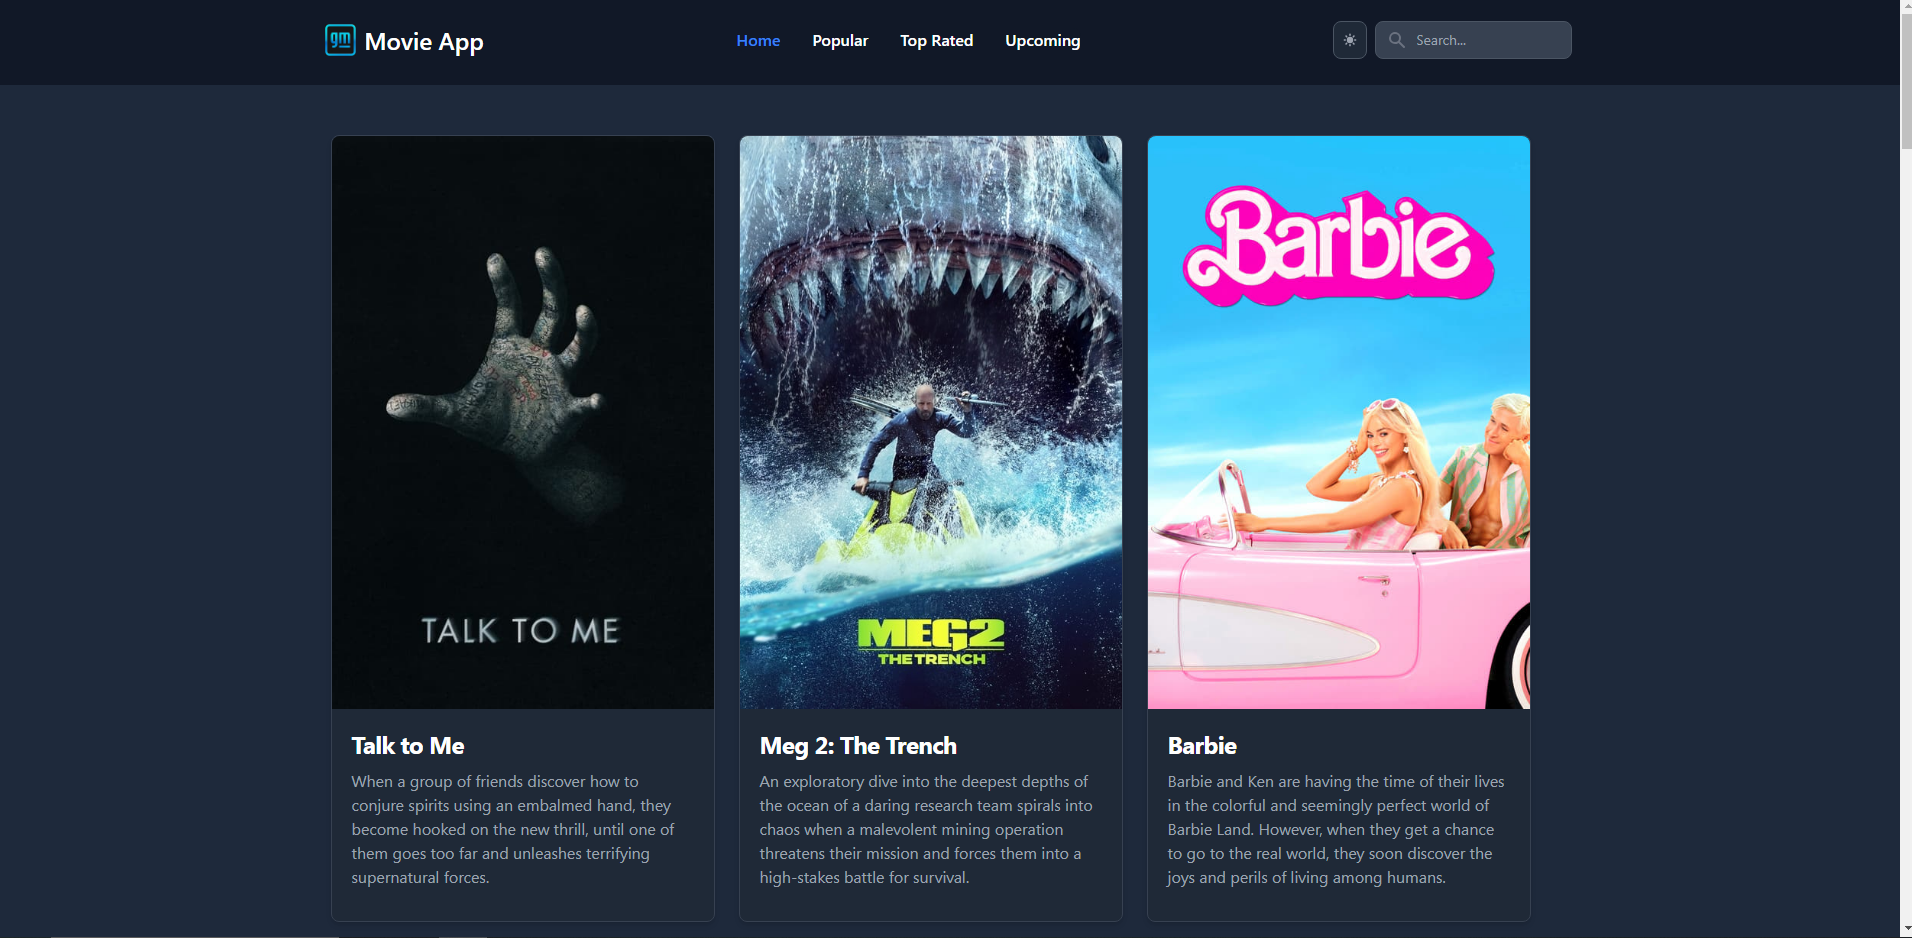 gm Movie App
Home Popular Top Rated Upcoming
Search...
TALK TO ME
MEG2
THE TRENCH
Barbie
Talk to Me
When a group of friends discover how to
conjure spirits using an embalmed hand, they
become hooked on the new thrill, until one of
them goes too far and unleashes terrifying
supernatural forces.
Meg 2: The Trench
An exploratory dive into the deepest depths of
the ocean of a daring research team spirals into
chaos when a malevolent mining operation
threatens their mission and forces them into a
high-stakes battle for survival.
Barbie
Barbie and Ken are having the time of their lives
in the colorful and seemingly perfect world of
Barbie Land. However, when they get a chance
to go to the real world, they soon discover the
joys and perils of living among humans.